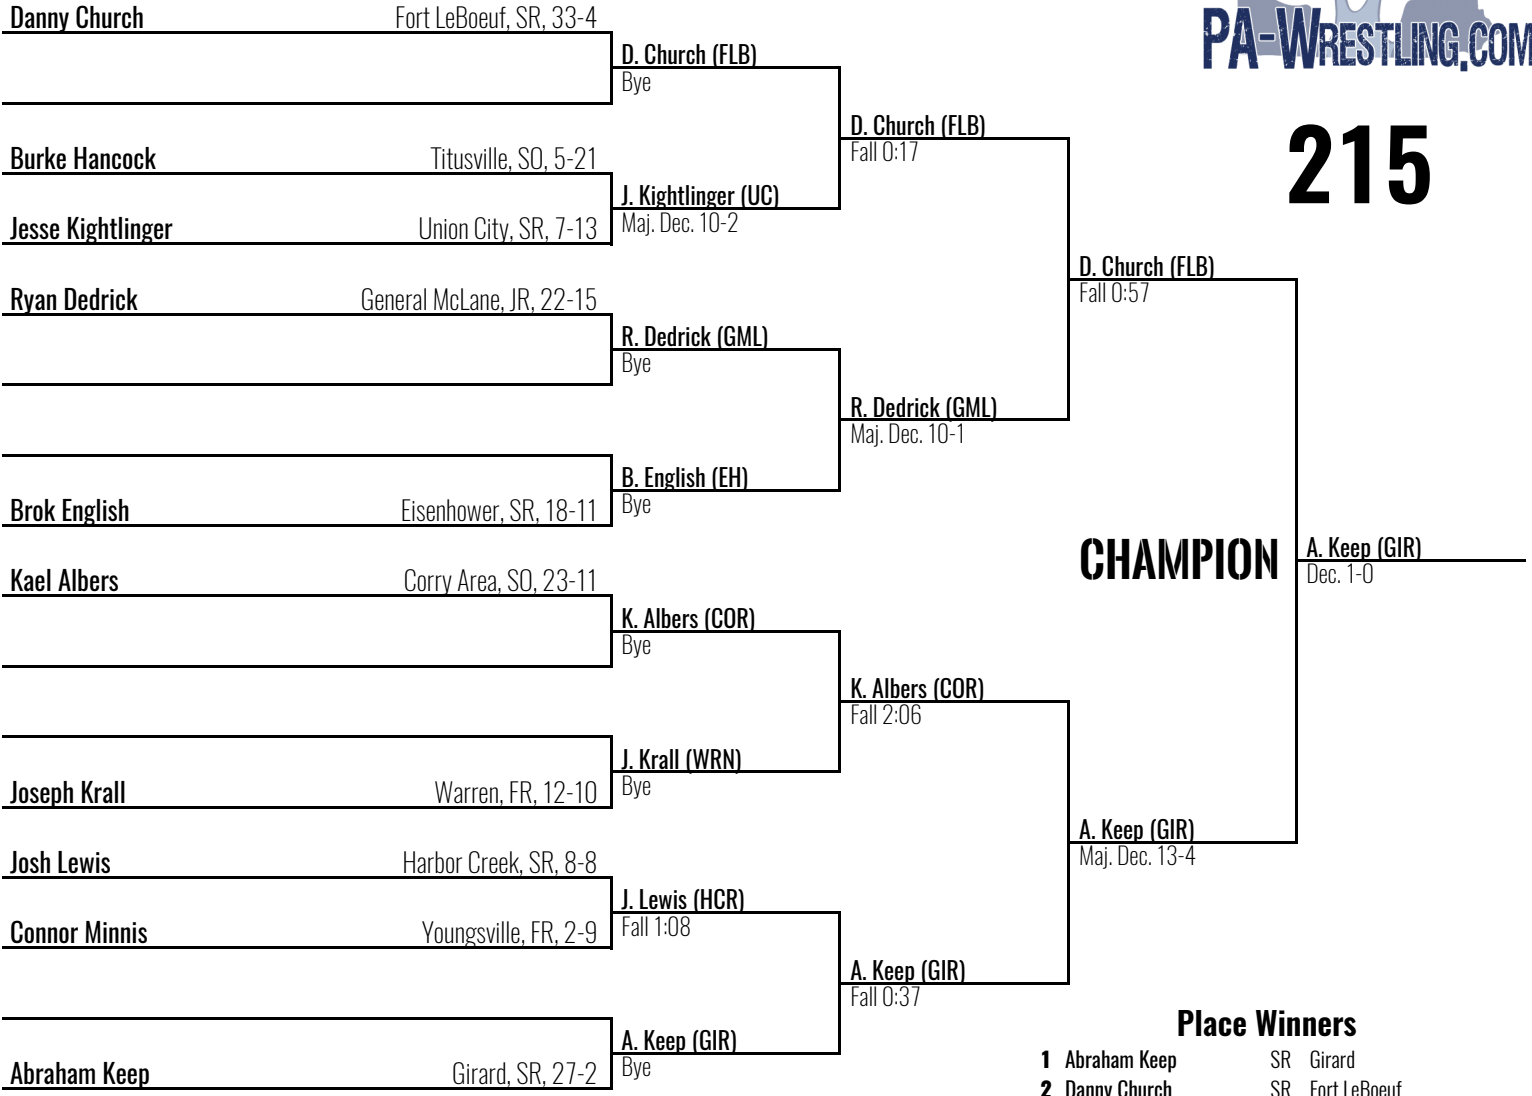 Danny Church Fort LeBoeuf, SR, 33-4
D. Church (FLB)
Bye
PA-WRESTLING.COM
D. Church (FLB)
Fall 0:17
215
Burke Hancock Titusville, SO, 5-21
J. Kightlinger (UC)
Maj. Dec. 10-2
Jesse Kightlinger Union City, SR, 7-13
D. Church (FLB)
Fall 0:57
Ryan Dedrick General McLane, JR, 22-15
R. Dedrick (GML)
Bye
R. Dedrick (GML)
Maj. Dec. 10-1
B. English (EH)
Bye
Brok English Eisenhower, SR, 18-11
CHAMPION
A. Keep (GIR)
Dec. 1-0
Kael Albers Corry Area, SO, 23-11
K. Albers (COR)
Bye
K. Albers (COR)
Fall 2:06
J. Krall (WRN)
Bye
Joseph Krall Warren, FR, 12-10
A. Keep (GIR)
Maj. Dec. 13-4
Josh Lewis Harbor Creek, SR, 8-8
J. Lewis (HCR)
Fall 1:08
Connor Minnis Youngsville, FR, 2-9
A. Keep (GIR)
Fall 0:37
A. Keep (GIR)
Bye
Abraham Keep Girard, SR, 27-2
Place Winners
1 Abraham Keep SR Girard
2 Danny Church SR Fort LeBoeuf